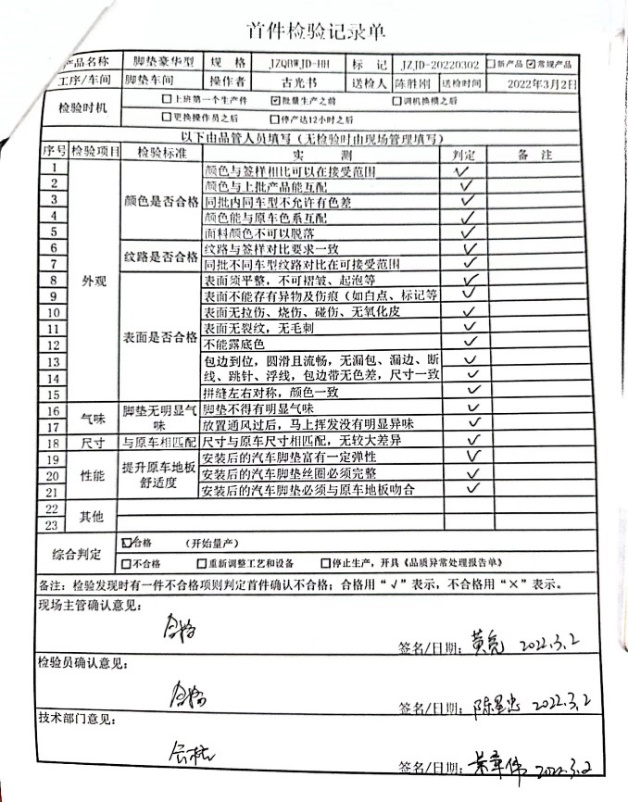 首件检验记录单
产品名称 脚垫豪华型 规 格 JZQRWJD-HH 标 记 JZJD-20220302 □新产品 ☑常规产品
工序/车间 脚垫车间 操作者 古光书 送检人 陈胜刚 送检时间 2022年3月2日
检验时机 □上班第一个生产件 ☑批量生产之前 □调机换模之后
□更换操作员之后 □停产达12小时之后
以下由品管人员填写（无检验时由现场管理填写）
序号 检验项目 检验标准 实 测 判定 备 注
1 颜色与签样相比可以在接受范围 √
2 颜色与上批产品能互配 √
3 外观 颜色是否合格 同批内同车型不允许有色差 √
4 颜色能与原车色系互配 √
5 面料颜色不可以脱落 √
6 纹路是否合格 纹路与签样对比要求一致 √
7 同批不同车型纹路对比在可接受范围 √
8 表面是否合格 表面须平整，不可褶皱、起泡等 √
9 表面不能存有异物及伤痕（如白点、标记等 √
10 表面无拉伤、烧伤、碰伤、无氧化皮 √
11 表面无裂纹，无毛刺 √
12 不能露底色 √
13 包边到位，圆滑且流畅，无漏包、漏边、断 √
14 线、跳针、浮线，包边带无色差，尺寸一致 √
15 拼缝左右对称，颜色一致 √
16 气味 脚垫无明显气味 脚垫不得有明显气味 √
17 放置通风过后，马上挥发没有明显异味 √
18 尺寸 与原车相匹配 尺寸与原车尺寸相匹配，无较大差异 √
19 性能 提升原车地板舒适度 安装后的汽车脚垫富有一定弹性 √
20 安装后的汽车脚垫丝圈必须完整 √
21 安装后的汽车脚垫必须与原车地板吻合 √
22 其他
23
综合判定 ☑合格 （开始量产）
□不合格 □重新调整工艺和设备 □停止生产，开具《品质异常处理报告单》
备注：检验发现时有一件不合格项则判定首件确认不合格；合格用“√”表示，不合格用“×”表示。
现场主管确认意见：
合格
签名/日期：黄亮 2022.3.2
检验员确认意见：
合格
签名/日期：陈星忠 2022.3.2
技术部门意见：
合格
签名/日期： 2022.3.2